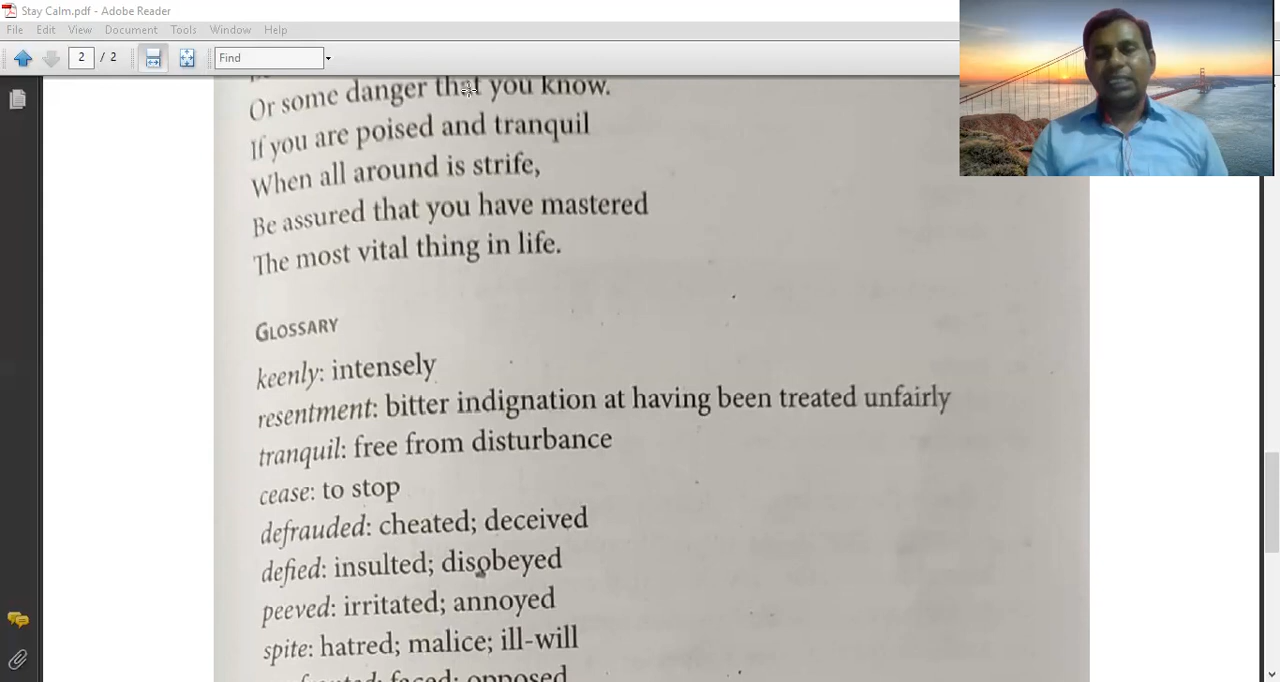 Stay Calm.pdf - Adobe Reader
File Edit View Document Tools Window Help
2 / 2 Find
Or some danger that you know.
If you are poised and tranquil
When all around is strife,
Be assured that you have mastered
The most vital thing in life.
GLOSSARY
keenly: intensely
resentment: bitter indignation at having been treated unfairly
tranquil: free from disturbance
cease: to stop
defrauded: cheated; deceived
defied: insulted; disobeyed
peeved: irritated; annoyed
spite: hatred; malice; ill-will
faced; opposed